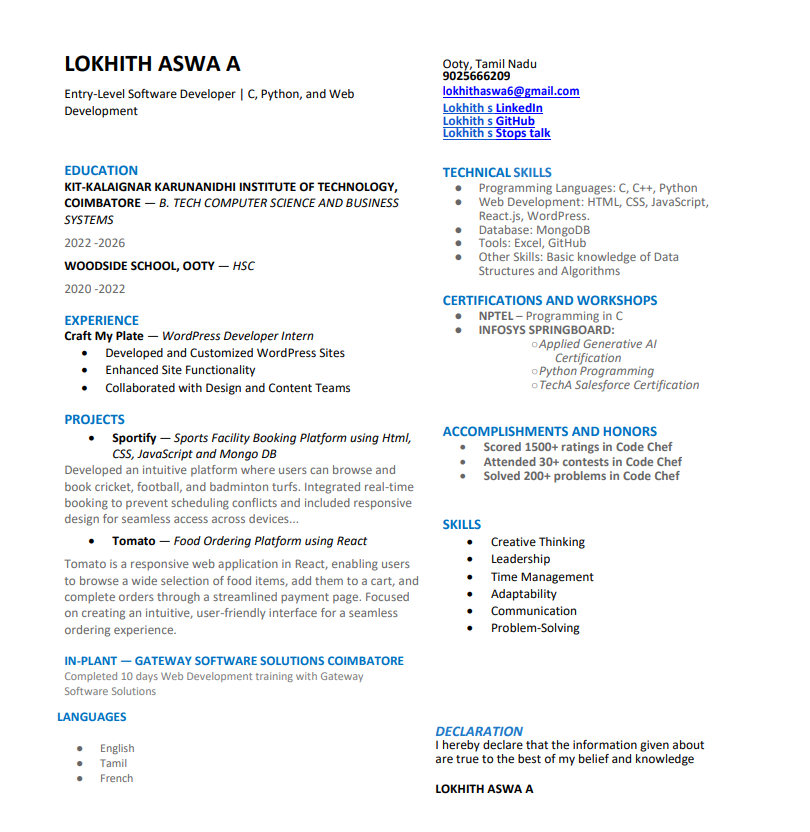 LOKHITH ASWA A
Entry-Level Software Developer | C, Python, and Web
Development
Ooty, Tamil Nadu
9025666209
lokhithaswa6@gmail.com
Lokhith s LinkedIn
Lokhith s GitHub
Lokhith s Stops talk
EDUCATION
KIT-KALAIGNAR KARUNANIDHI INSTITUTE OF TECHNOLOGY,
COIMBATORE — B. TECH COMPUTER SCIENCE AND BUSINESS
SYSTEMS
2022 -2026
WOODSIDE SCHOOL, OOTY — HSC
2020 -2022
EXPERIENCE
Craft My Plate — WordPress Developer Intern
● Developed and Customized WordPress Sites
● Enhanced Site Functionality
● Collaborated with Design and Content Teams
PROJECTS
● Sportify — Sports Facility Booking Platform using Html,
CSS, JavaScript and Mongo DB
Developed an intuitive platform where users can browse and
book cricket, football, and badminton turfs. Integrated real-time
booking to prevent scheduling conflicts and included responsive
design for seamless access across devices...
● Tomato — Food Ordering Platform using React
Tomato is a responsive web application in React, enabling users
to browse a wide selection of food items, add them to a cart, and
complete orders through a streamlined payment page. Focused
on creating an intuitive, user-friendly interface for a seamless
ordering experience.
IN-PLANT — GATEWAY SOFTWARE SOLUTIONS COIMBATORE
Completed 10 days Web Development training with Gateway
Software Solutions
LANGUAGES
● English
● Tamil
● French
TECHNICAL SKILLS
● Programming Languages: C, C++, Python
● Web Development: HTML, CSS, JavaScript,
React.js, WordPress.
● Database: MongoDB
● Tools: Excel, GitHub
● Other Skills: Basic knowledge of Data
Structures and Algorithms
CERTIFICATIONS AND WORKSHOPS
● NPTEL – Programming in C
● INFOSYS SPRINGBOARD:
○Applied Generative AI
Certification
○Python Programming
○TechA Salesforce Certification
ACCOMPLISHMENTS AND HONORS
● Scored 1500+ ratings in Code Chef
● Attended 30+ contests in Code Chef
● Solved 200+ problems in Code Chef
SKILLS
● Creative Thinking
● Leadership
● Time Management
● Adaptability
● Communication
● Problem-Solving
DECLARATION
I hereby declare that the information given about
are true to the best of my belief and knowledge
LOKHITH ASWA A